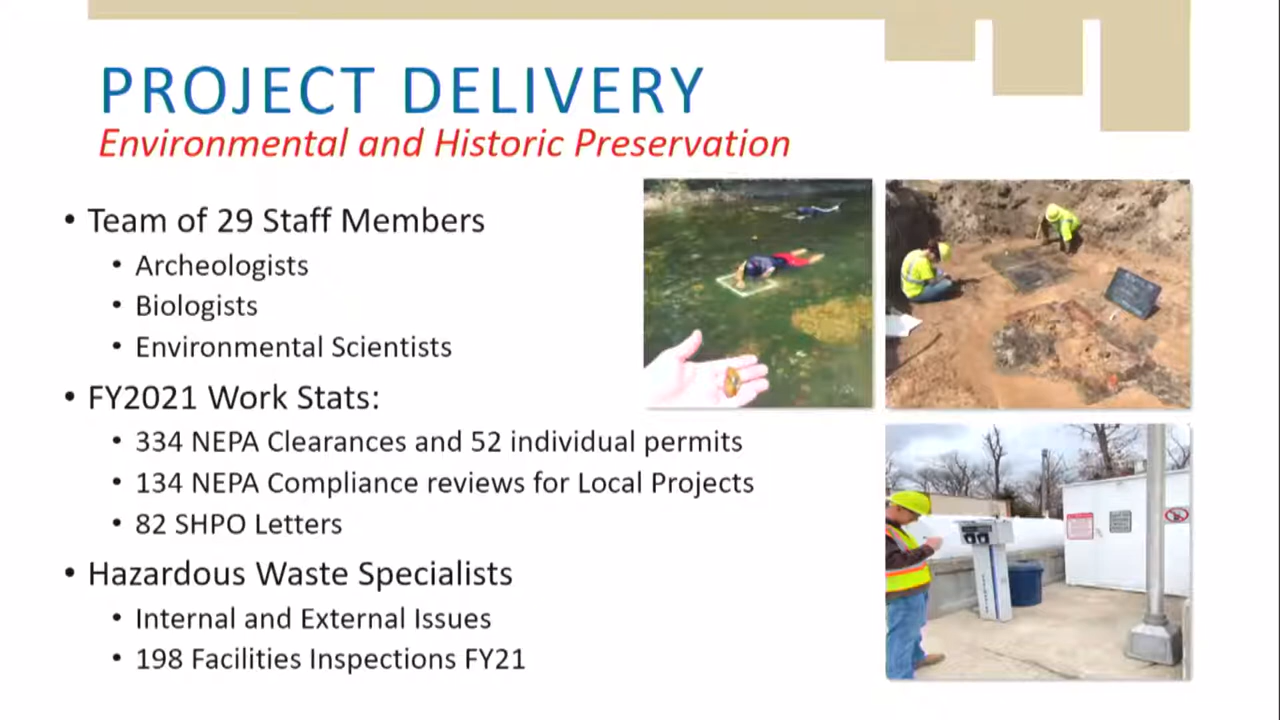 PROJECT DELIVERY
Environmental and Historic Preservation
• Team of 29 Staff Members
• Archeologists
• Biologists
• Environmental Scientists
• FY2021 Work Stats:
• 334 NEPA Clearances and 52 individual permits
• 134 NEPA Compliance reviews for Local Projects
• 82 SHPO Letters
• Hazardous Waste Specialists
• Internal and External Issues
• 198 Facilities Inspections FY21